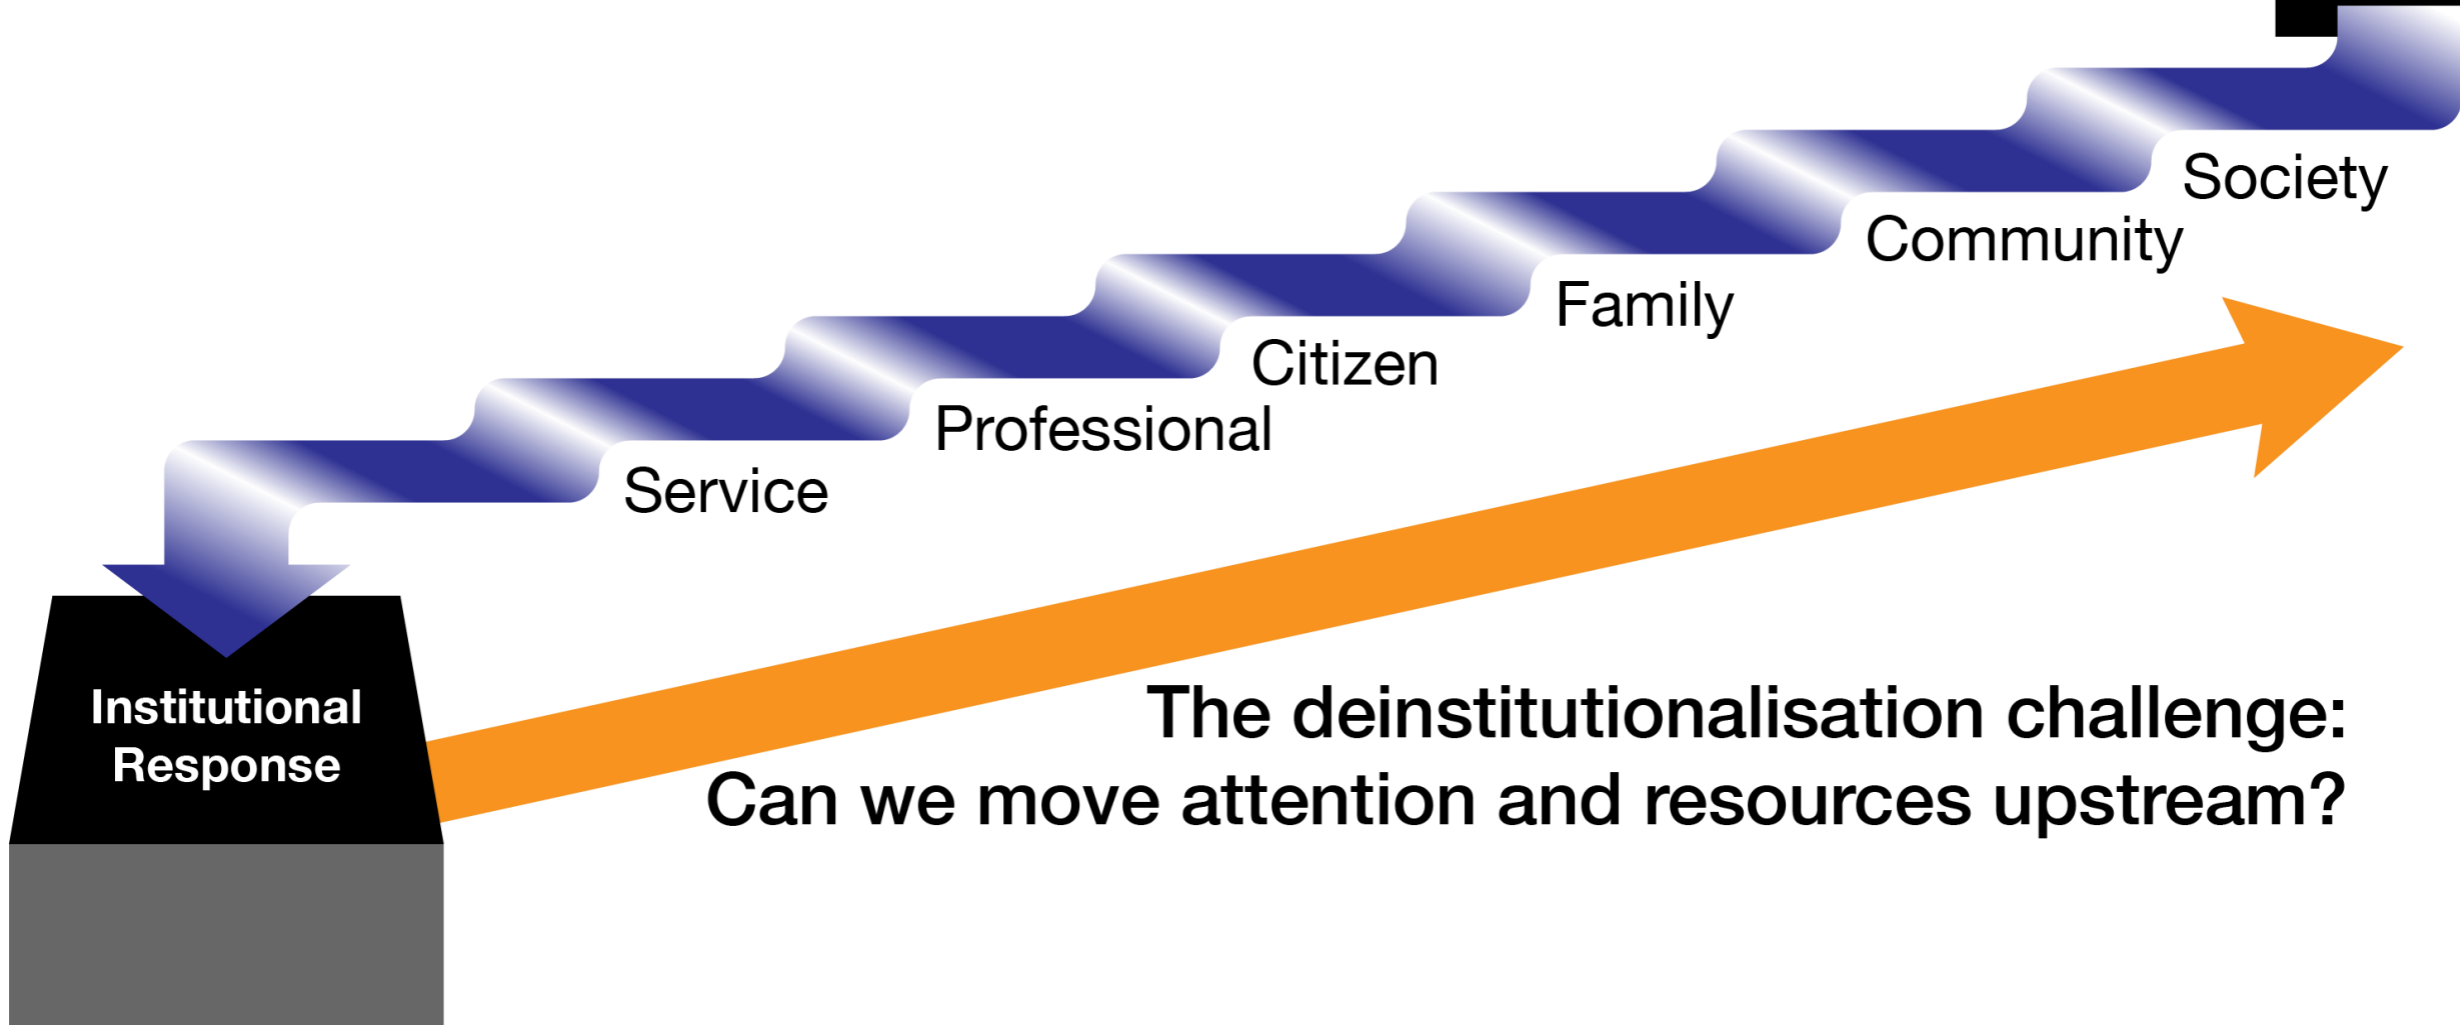 Society
Community
Family
Citizen
Professional
Service
Institutional
Response
The deinstitutionalisation challenge:
Can we move attention and resources upstream?